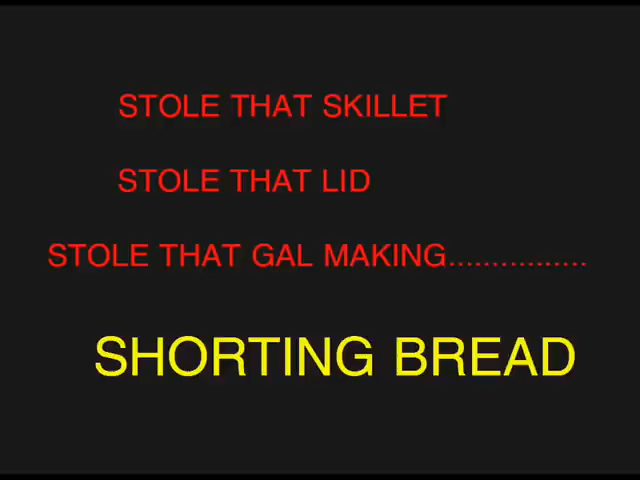 STOLE THAT SKILLET
STOLE THAT LID
STOLE THAT GAL MAKING................
SHORTING BREAD